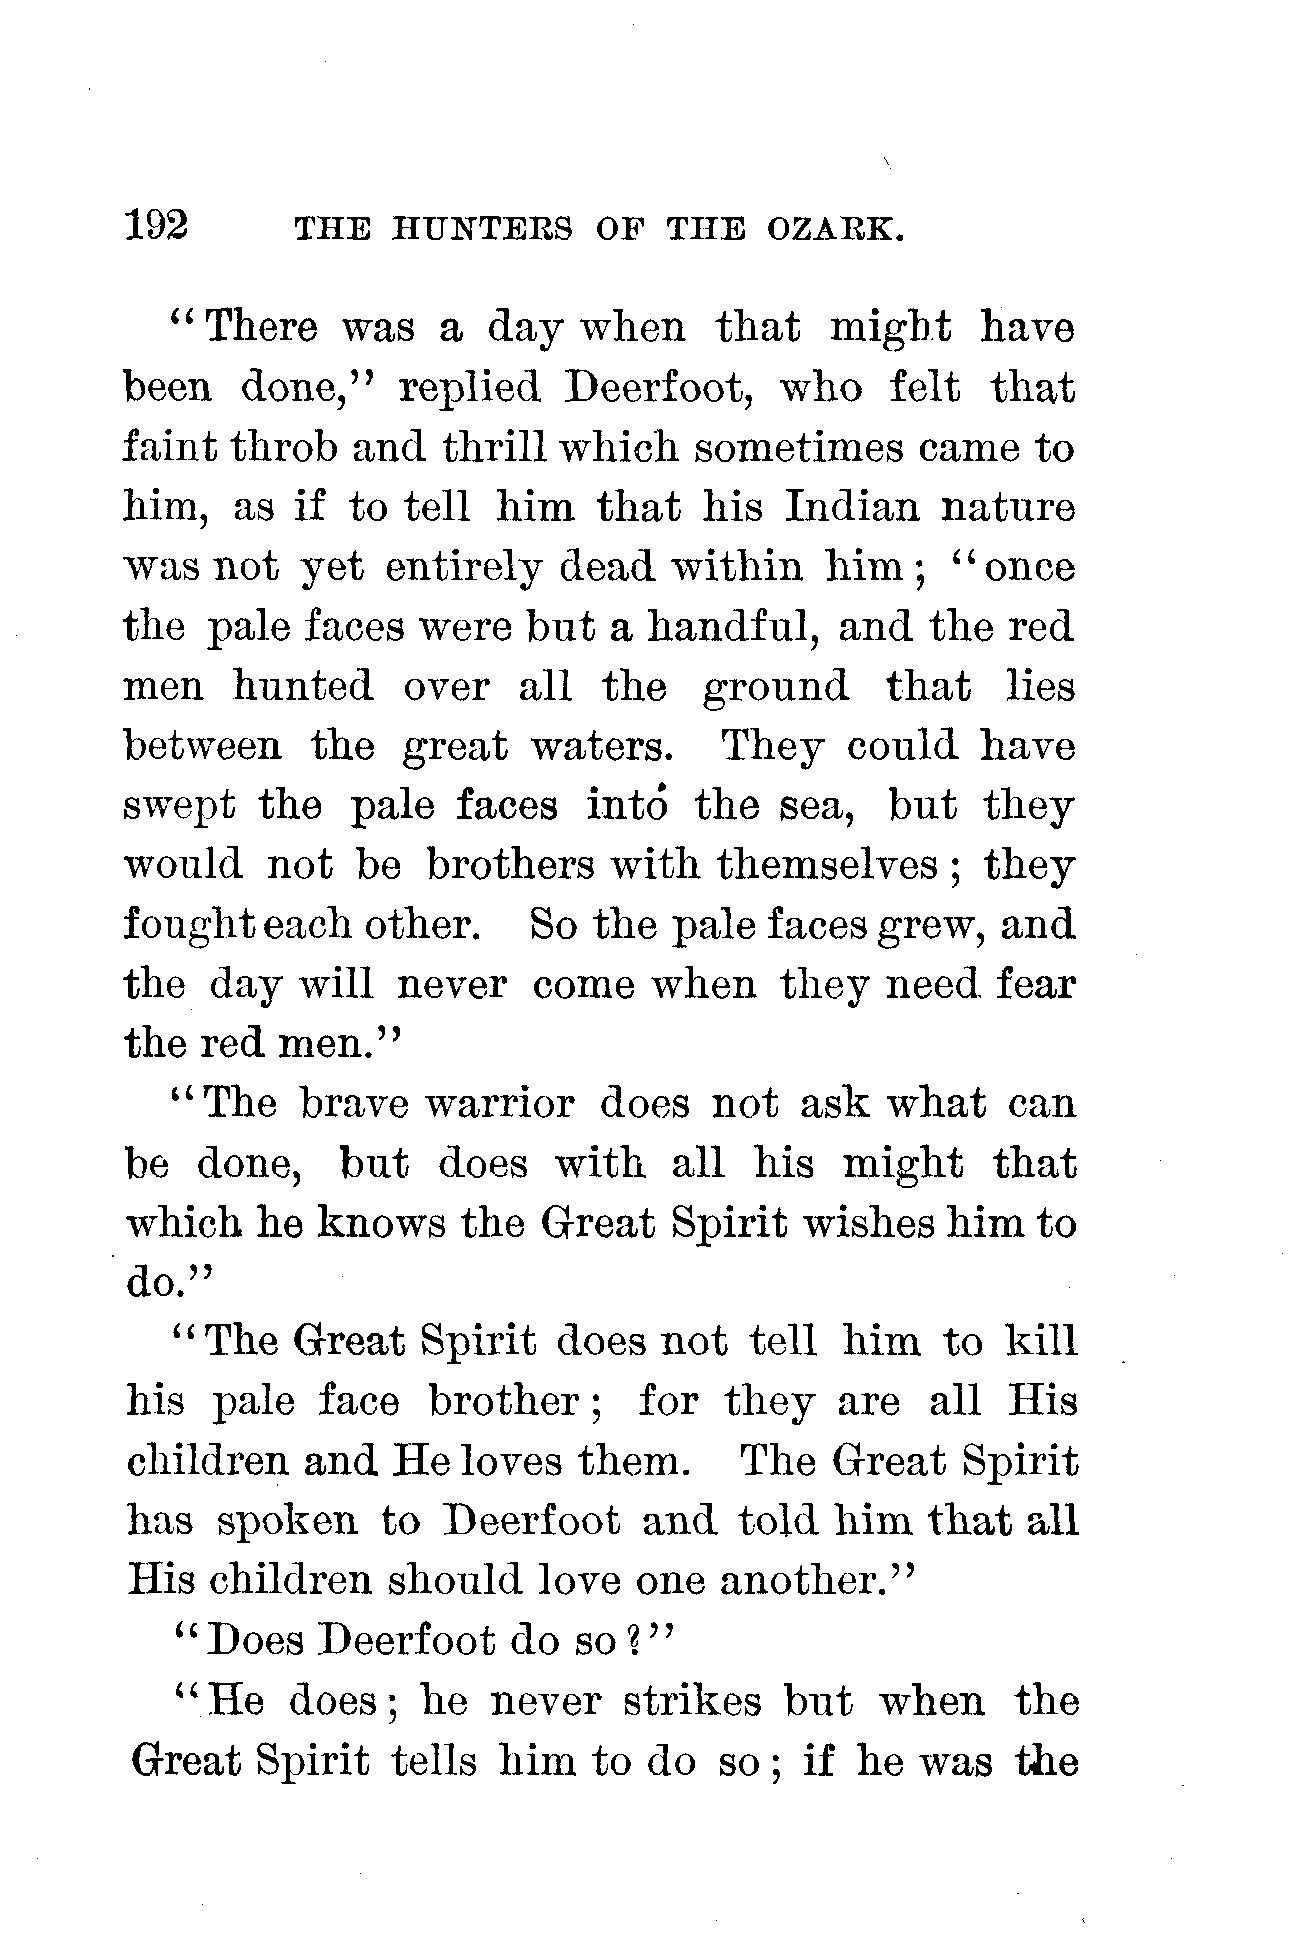 192 THE HUNTERS OF THE OZARK.
“There was a day when that might have
been done,” replied Deerfoot, who felt that
faint throb and thrill which sometimes came to
him, as if to tell him that his Indian nature
was not yet entirely dead within him; “once
the pale faces were but a handful, and the red
men hunted over all the ground that lies
between the great waters. They could have
swept the pale faces into the sea, but they
would not be brothers with themselves; they
fought each other. So the pale faces grew, and
the day will never come when they need fear
the red men.”
“The brave warrior does not ask what can
be done, but does with all his might that
which he knows the Great Spirit wishes him to
do.”
“The Great Spirit does not tell him to kill
his pale face brother; for they are all His
children and He loves them. The Great Spirit
has spoken to Deerfoot and told him that all
His children should love one another.”
“Does Deerfoot do so?”
“He does; he never strikes but when the
Great Spirit tells him to do so; if he was the